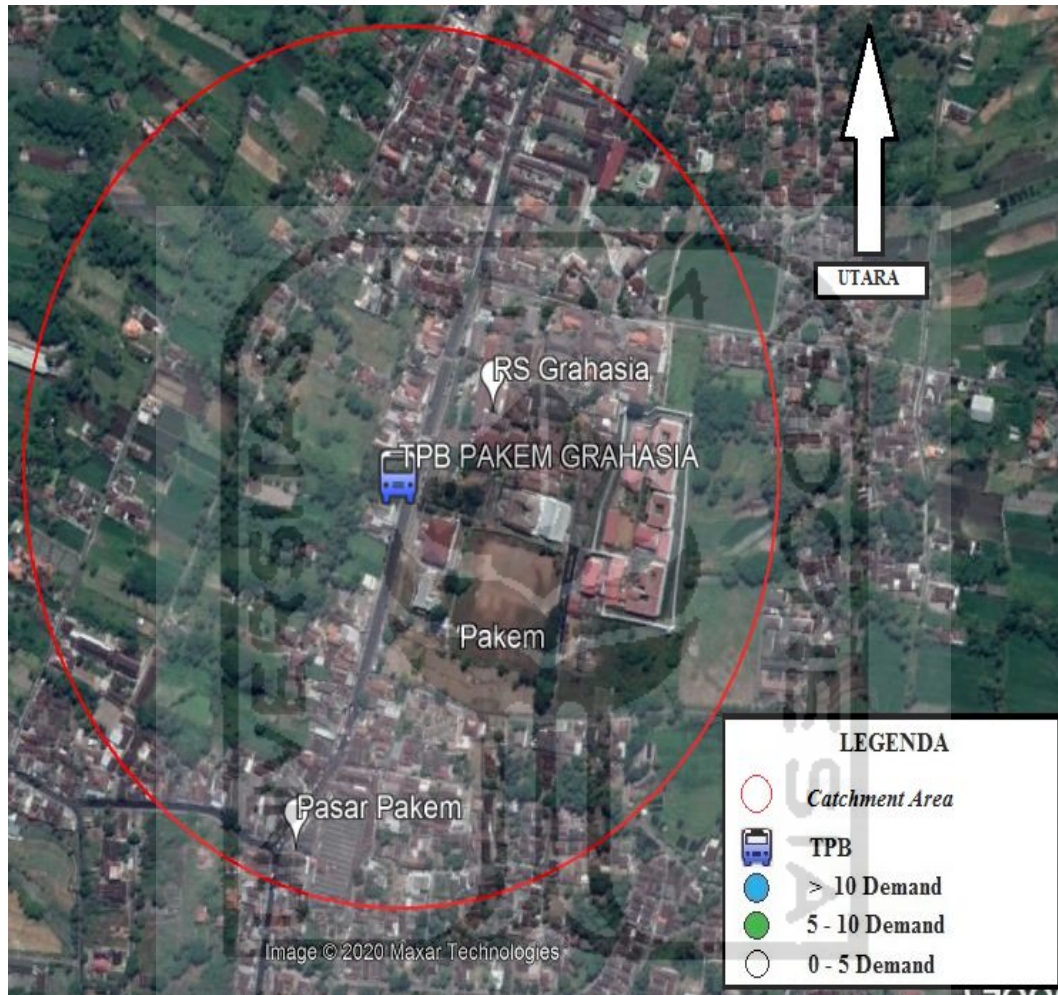 UTARA
RS Grahasia
TPB PAKEM GRAHASIA
Pakem
Pasar Pakem
LEGENDA
Catchment Area
TPB
> 10 Demand
5 - 10 Demand
0 - 5 Demand
Image © 2020 Maxar Technologies